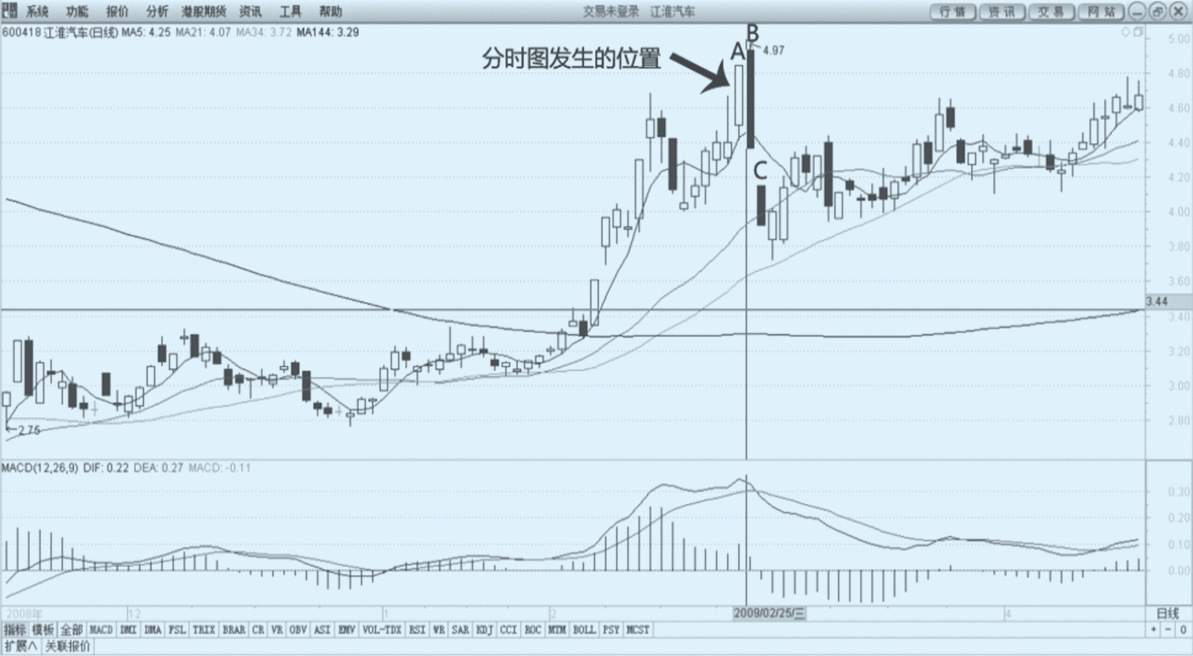 系统 功能 报价 分析 港股期货 资讯 工具 帮助 交易未登录 江淮汽车 行情 资讯 交易 网站
600418 江淮汽车(日线) MA5: 4.25 MA21: 4.07 MA34: 3.72 MA144: 3.29
5.00
B
分时图发生的位置 A 4.97
4.80
4.60
4.40
C
4.20
4.00
3.80
3.60
3.44
3.40
3.20
3.00
2.80
2.75
MACD(12,26,9) DIF: 0.22 DEA: 0.27 MACD: -0.11
0.30
0.20
0.10
0.00
2008年 12 1 2 2009/02/25/三 4 日线
指标 模板 全部 MACD DMI DMA FSL TRIX BRAR CR VR OBV ASI EMV VOL-TDX RSI WR SAR KDJ CCI ROC MTM BOLL PSY MCST + - 0
扩展∧ 关联报价